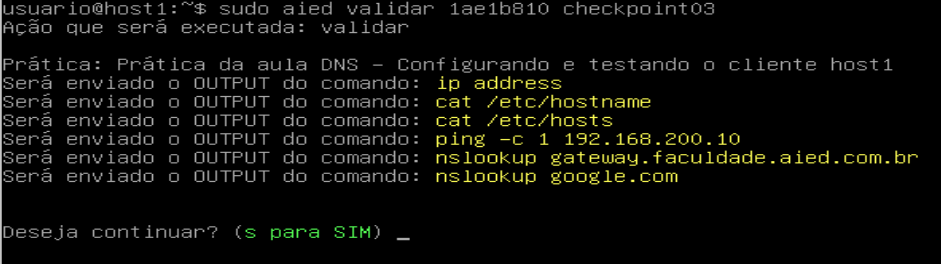 usuario@host1:~$ sudo aied validar 1ae1b810 checkpoint03
Ação que será executada: validar
Prática: Prática da aula DNS - Configurando e testando o cliente host1
Será enviado o OUTPUT do comando: ip address
Será enviado o OUTPUT do comando: cat /etc/hostname
Será enviado o OUTPUT do comando: cat /etc/hosts
Será enviado o OUTPUT do comando: ping -c 1 192.168.200.10
Será enviado o OUTPUT do comando: nslookup gateway.faculdade.aied.com.br
Será enviado o OUTPUT do comando: nslookup google.com
Deseja continuar? (s para SIM) _